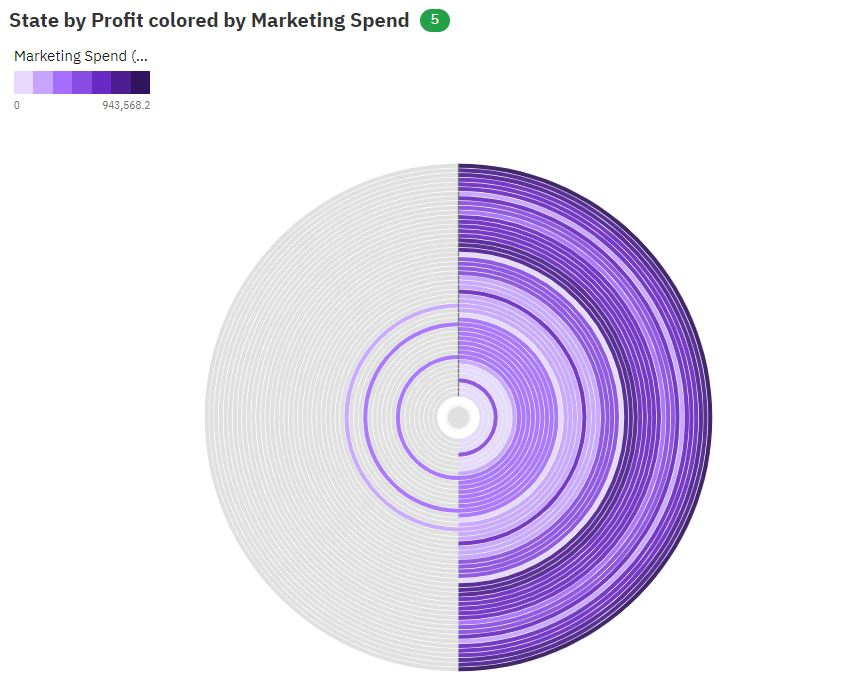 State by Profit colored by Marketing Spend 5
Marketing Spend (...
0 943,568.2